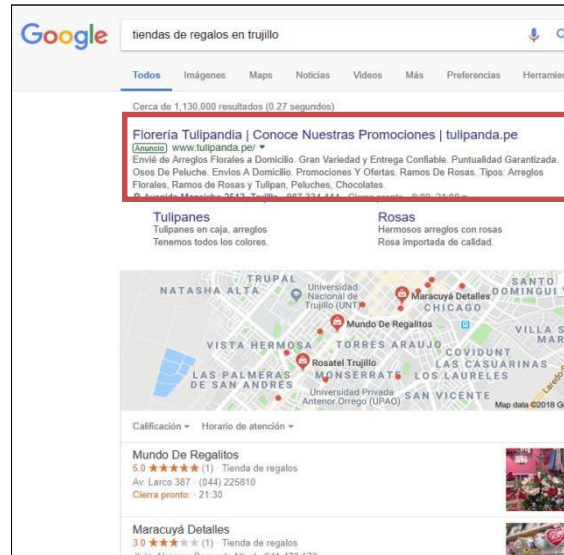 Google
tiendas de regalos en trujillo
Todos Imágenes Maps Noticias Videos Más Preferencias
Cerca de 1,130,000 resultados (0.27 segundos)
Florería Tulipandia | Conoce Nuestras Promociones | tulipanda.pe
Anuncio www.tulipanda.pe/
Envié de Arreglos Florales a Domicilio. Gran Variedad y Entrega Confiable. Puntualidad Garantizada.
Osos De Peluche. Envios A Domicilio. Promociones Y Ofertas. Ramos De Rosas. Tipos: Arreglos
Florales, Ramos de Rosas y Tulipan, Peluches, Chocolates.
Tulipanes
Tulipanes en caja, arreglos
Tenemos todos los colores.
Rosas
Hermosos arreglos con rosas
Rosa importada de calidad.
TRUPAL
NATASHA ALTA
Universidad
Nacional de
Trujillo (UNT)
Maracuyá Detalles
SANTO
CHICAGO
Mundo De Regalitos
VISTA HERMOSA
TORRES ARAUJO
COVIDUNT
Rosatel Trujillo
LAS CASUARINAS
LAS PALMERAS
DE SAN ANDRÉS
MONSERRATE
LOS LAURELES
Universidad Privada
Antenor Orrego (UPAO)
SAN VICENTE
Map data ©2018
Calificación Horario de atención
Mundo De Regalitos
5.0 ★★★★★ (1) · Tienda de regalos
Av. Larco 387 · (044) 225810
Cierra pronto: · 21:30
Maracuyá Detalles
3.0 ★★★★★ (1) · Tienda de regalos